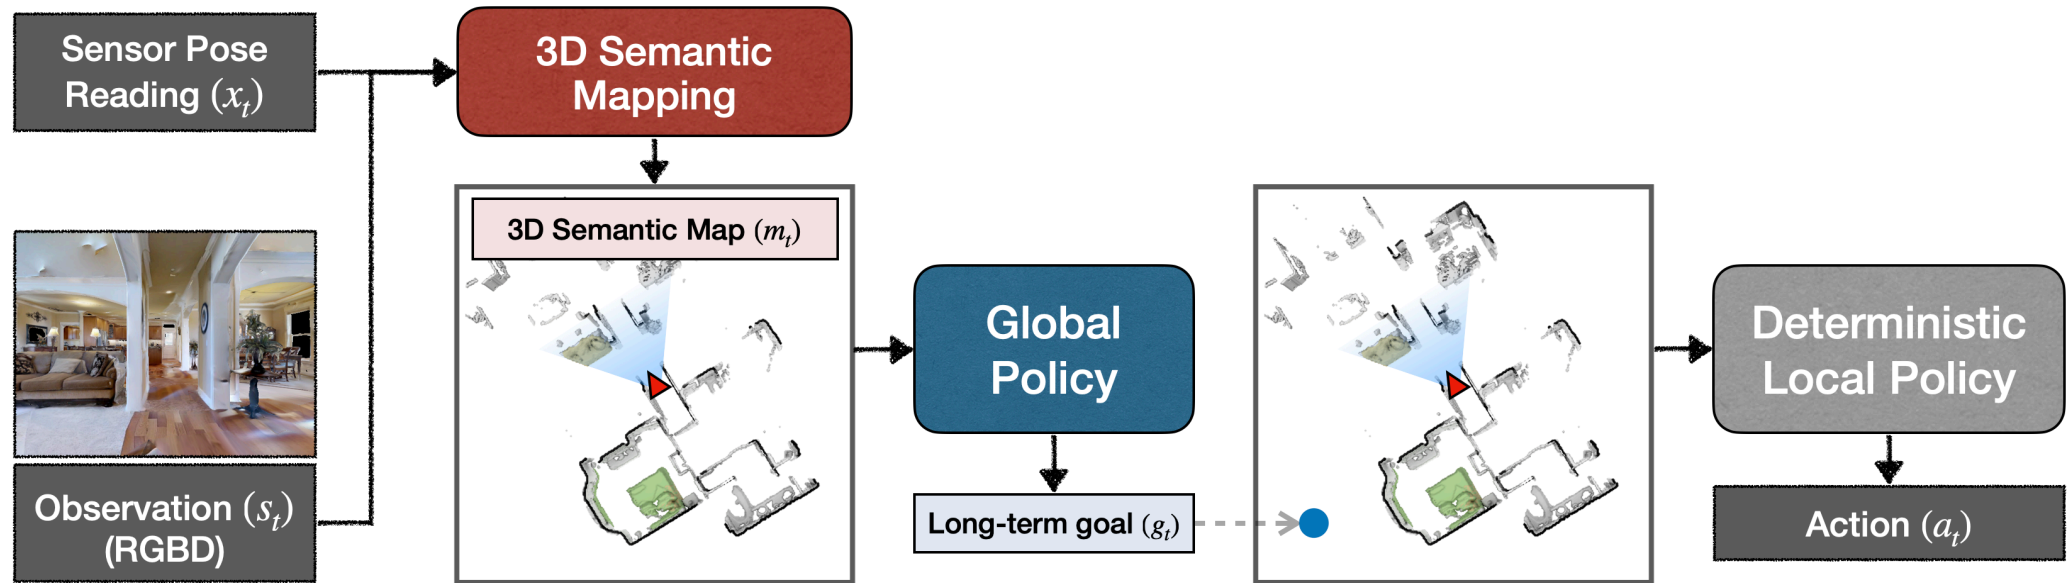 Sensor Pose
Reading (x_t)
3D Semantic
Mapping
3D Semantic Map (m_t)
Observation (s_t)
(RGBD)
Global
Policy
Long-term goal (g_t)
Deterministic
Local Policy
Action (a_t)